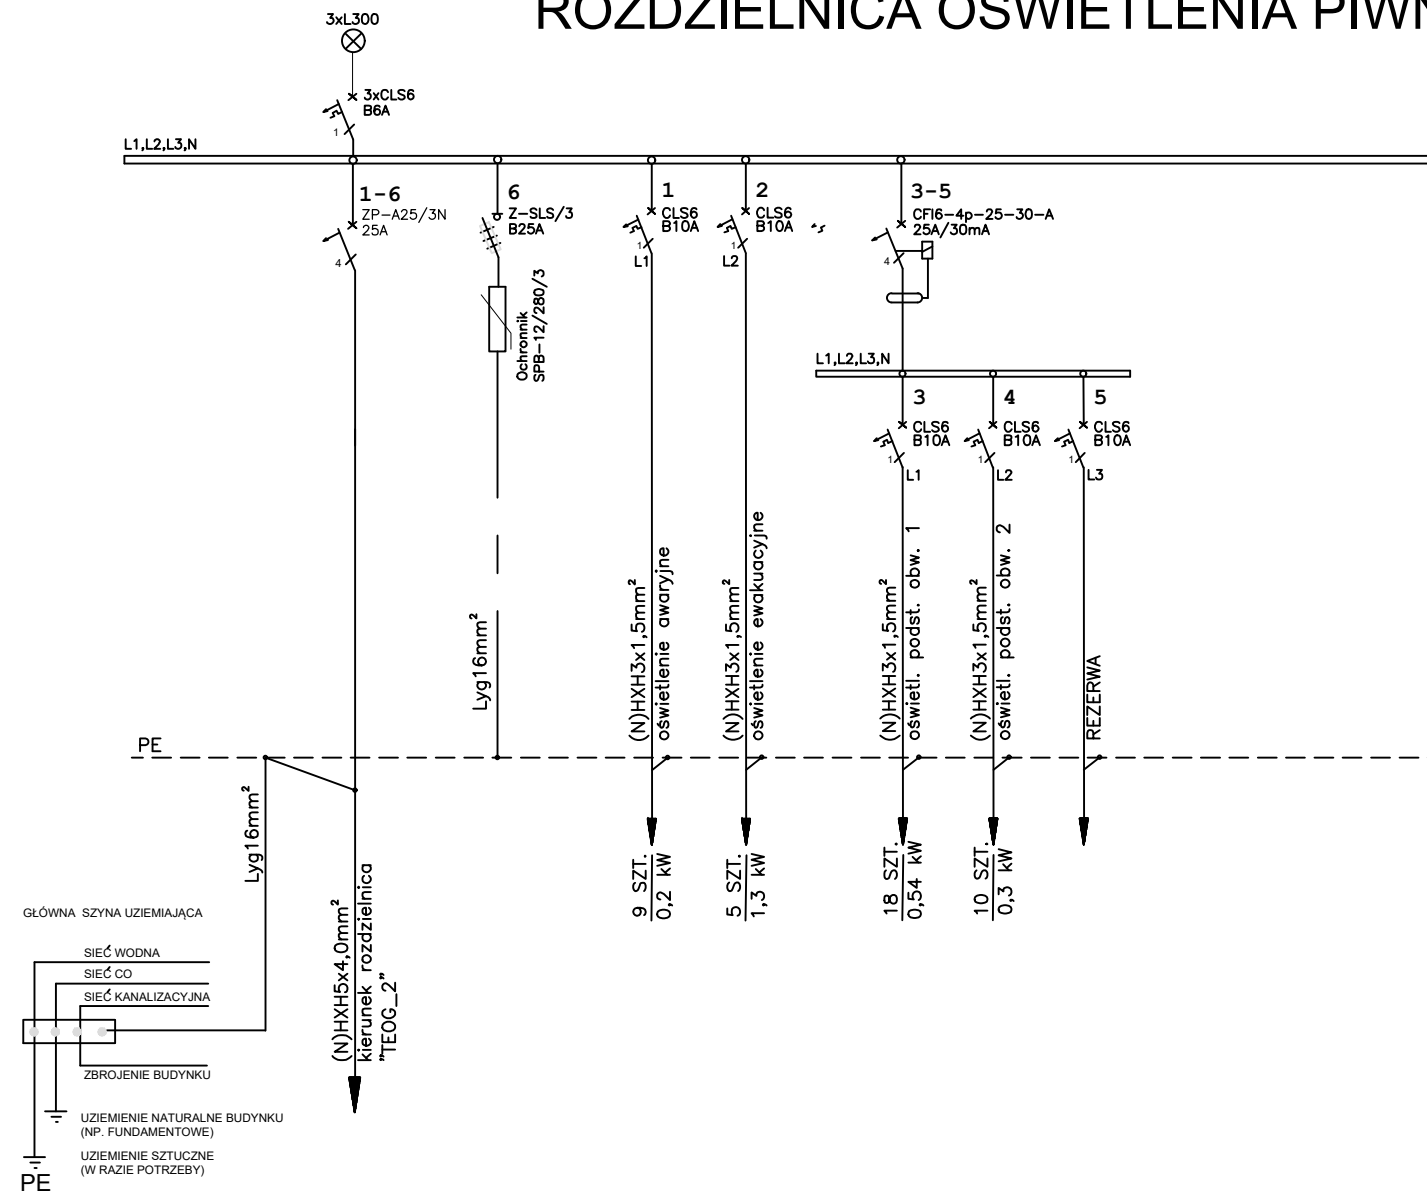 ROZDZIELNICA OŚWIETLENIA
3xL300
3xCLS6
B6A
1
L1,L2,L3,N
1-6
ZP-A25/3N
25A
4
6
Z-SLS/3
B25A
Ochronnik
SPB-12/280/3
1
CLS6
B10A
1
L1
2
CLS6
B10A
1
L2
3-5
CFI6-4p-25-30-A
25A/30mA
4
L1,L2,L3,N
3
CLS6
B10A
1
L1
4
CLS6
B10A
1
L2
5
CLS6
B10A
1
L3
Lyg16mm²
(N)HXH3x1,5mm²
oświetlenie awaryjne
(N)HXH3x1,5mm²
oświetlenie ewakuacyjne
(N)HXH3x1,5mm²
oświetl. podst. obw. 1
(N)HXH3x1,5mm²
oświetl. podst. obw. 2
REZERWA
PE
Lyg16mm²
(N)HXH5x4,0mm²
kierunek rozdzielnica
"TEOG_2"
9 SZT.
0,2 kW
5 SZT.
1,3 kW
18 SZT.
0,54 kW
10 SZT.
0,3 kW
GŁÓWNA SZYNA UZIEMIAJĄCA
SIEĆ WODNA
SIEĆ CO
SIEĆ KANALIZACYJNA
ZBROJENIE BUDYNKU
UZIEMIENIE NATURALNE BUDYNKU
(NP. FUNDAMENTOWE)
UZIEMIENIE SZTUCZNE
(W RAZIE POTRZEBY)
PE